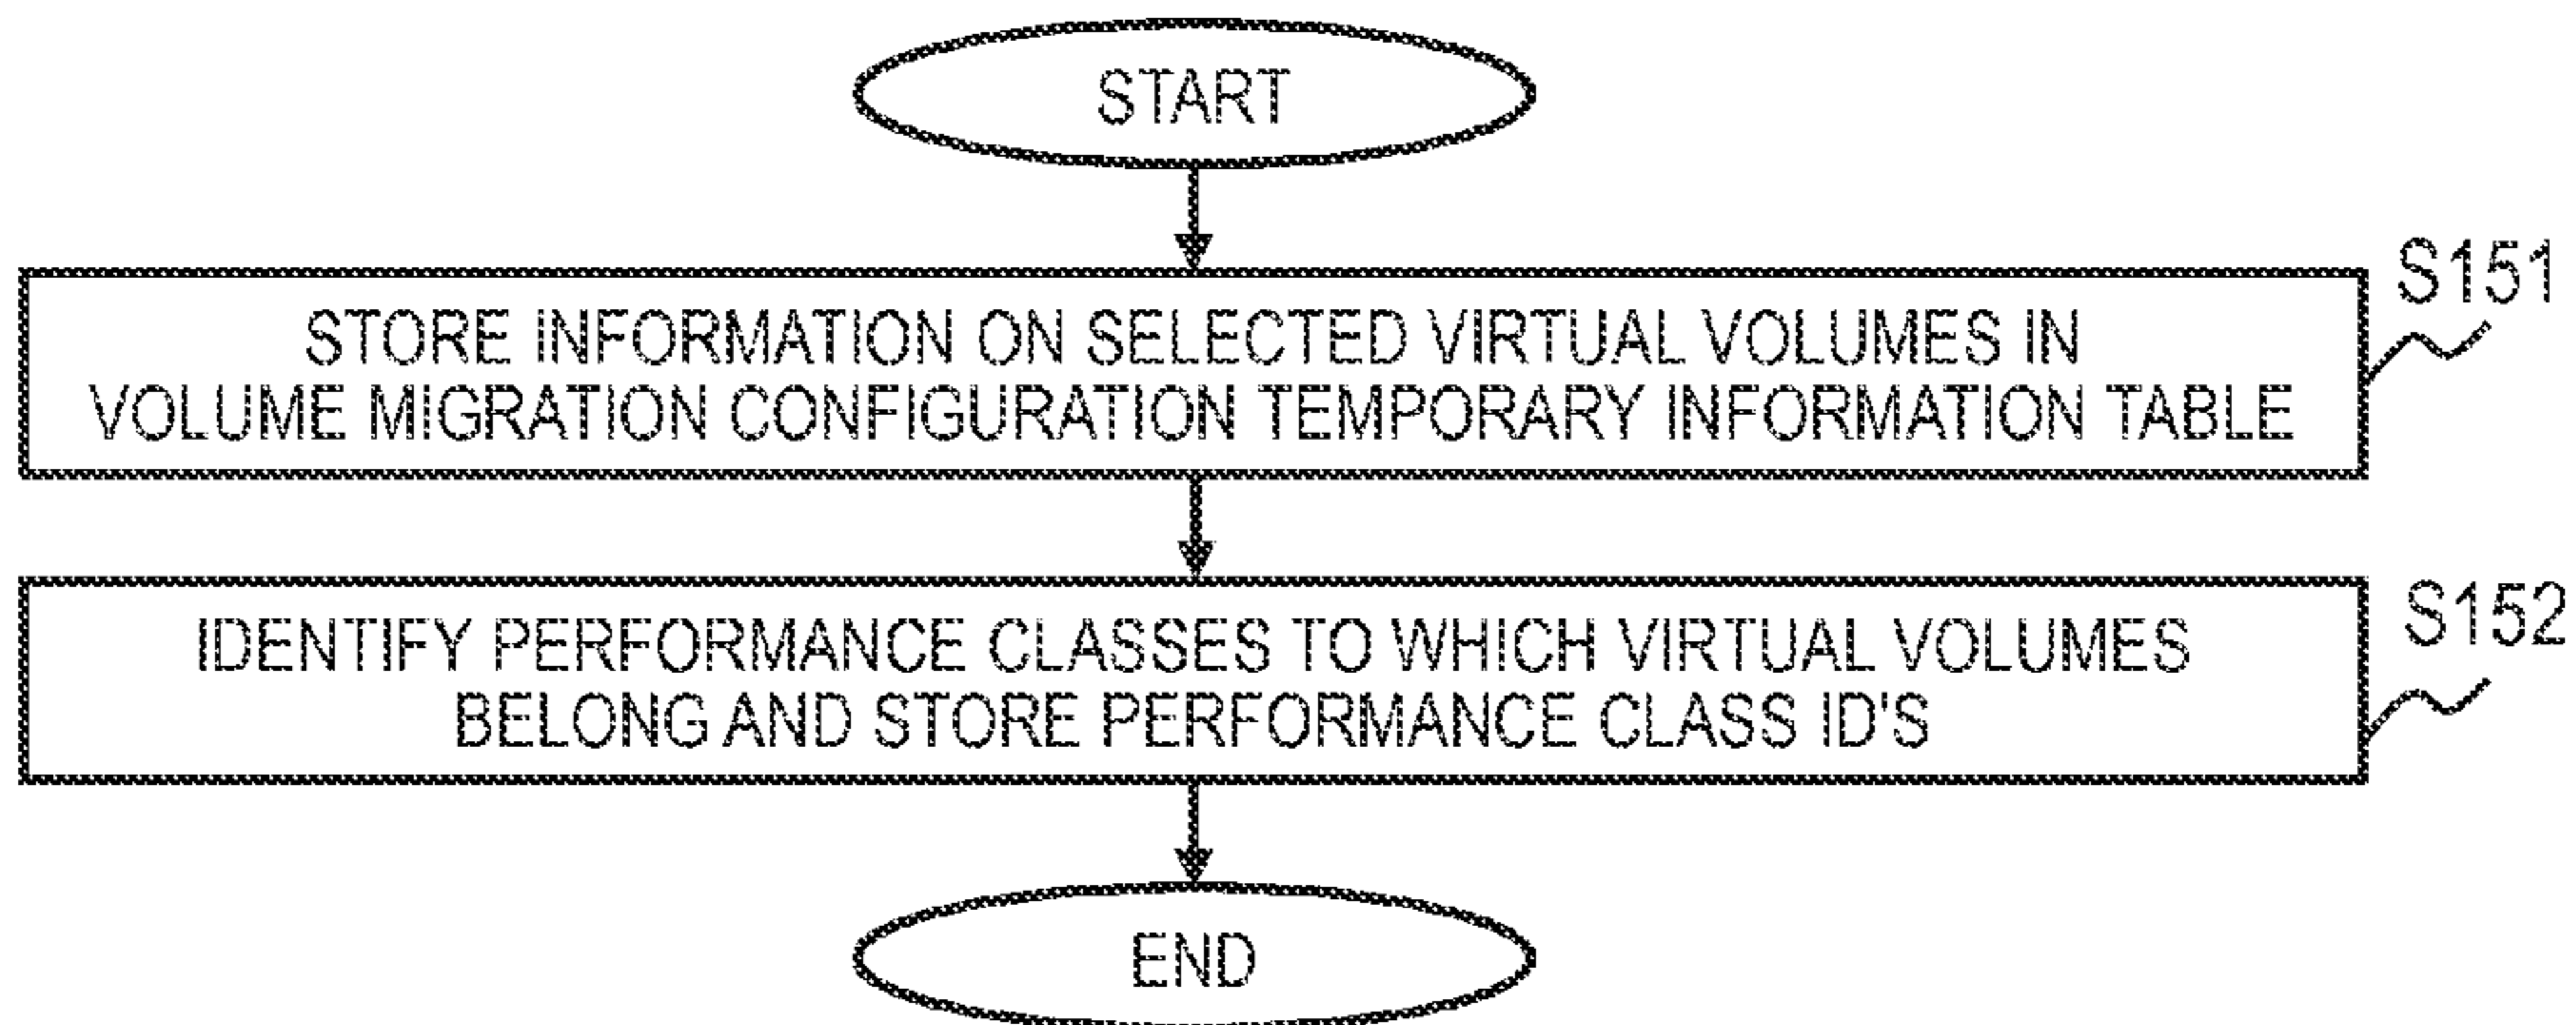 START
S151
STORE INFORMATION ON SELECTED VIRTUAL VOLUMES IN
VOLUME MIGRATION CONFIGURATION TEMPORARY INFORMATION TABLE
S152
IDENTIFY PERFORMANCE CLASSES TO WHICH VIRTUAL VOLUMES
BELONG AND STORE PERFORMANCE CLASS ID'S
END